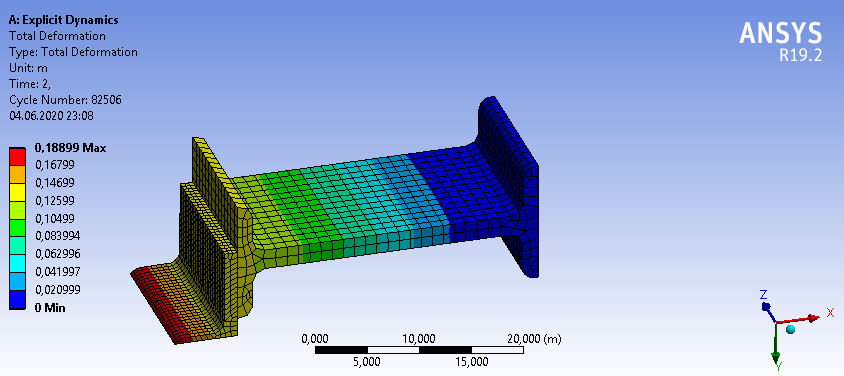 A: Explicit Dynamics
Total Deformation
Type: Total Deformation
Unit: m
Time: 2,
Cycle Number: 82506
04.06.2020 23:08
ANSYS
R19.2
0,18899 Max
0,16799
0,14699
0,12599
0,10499
0,083994
0,062996
0,041997
0,020999
0 Min
0,000 10,000 20,000 (m)
5,000 15,000
Z
X
Y